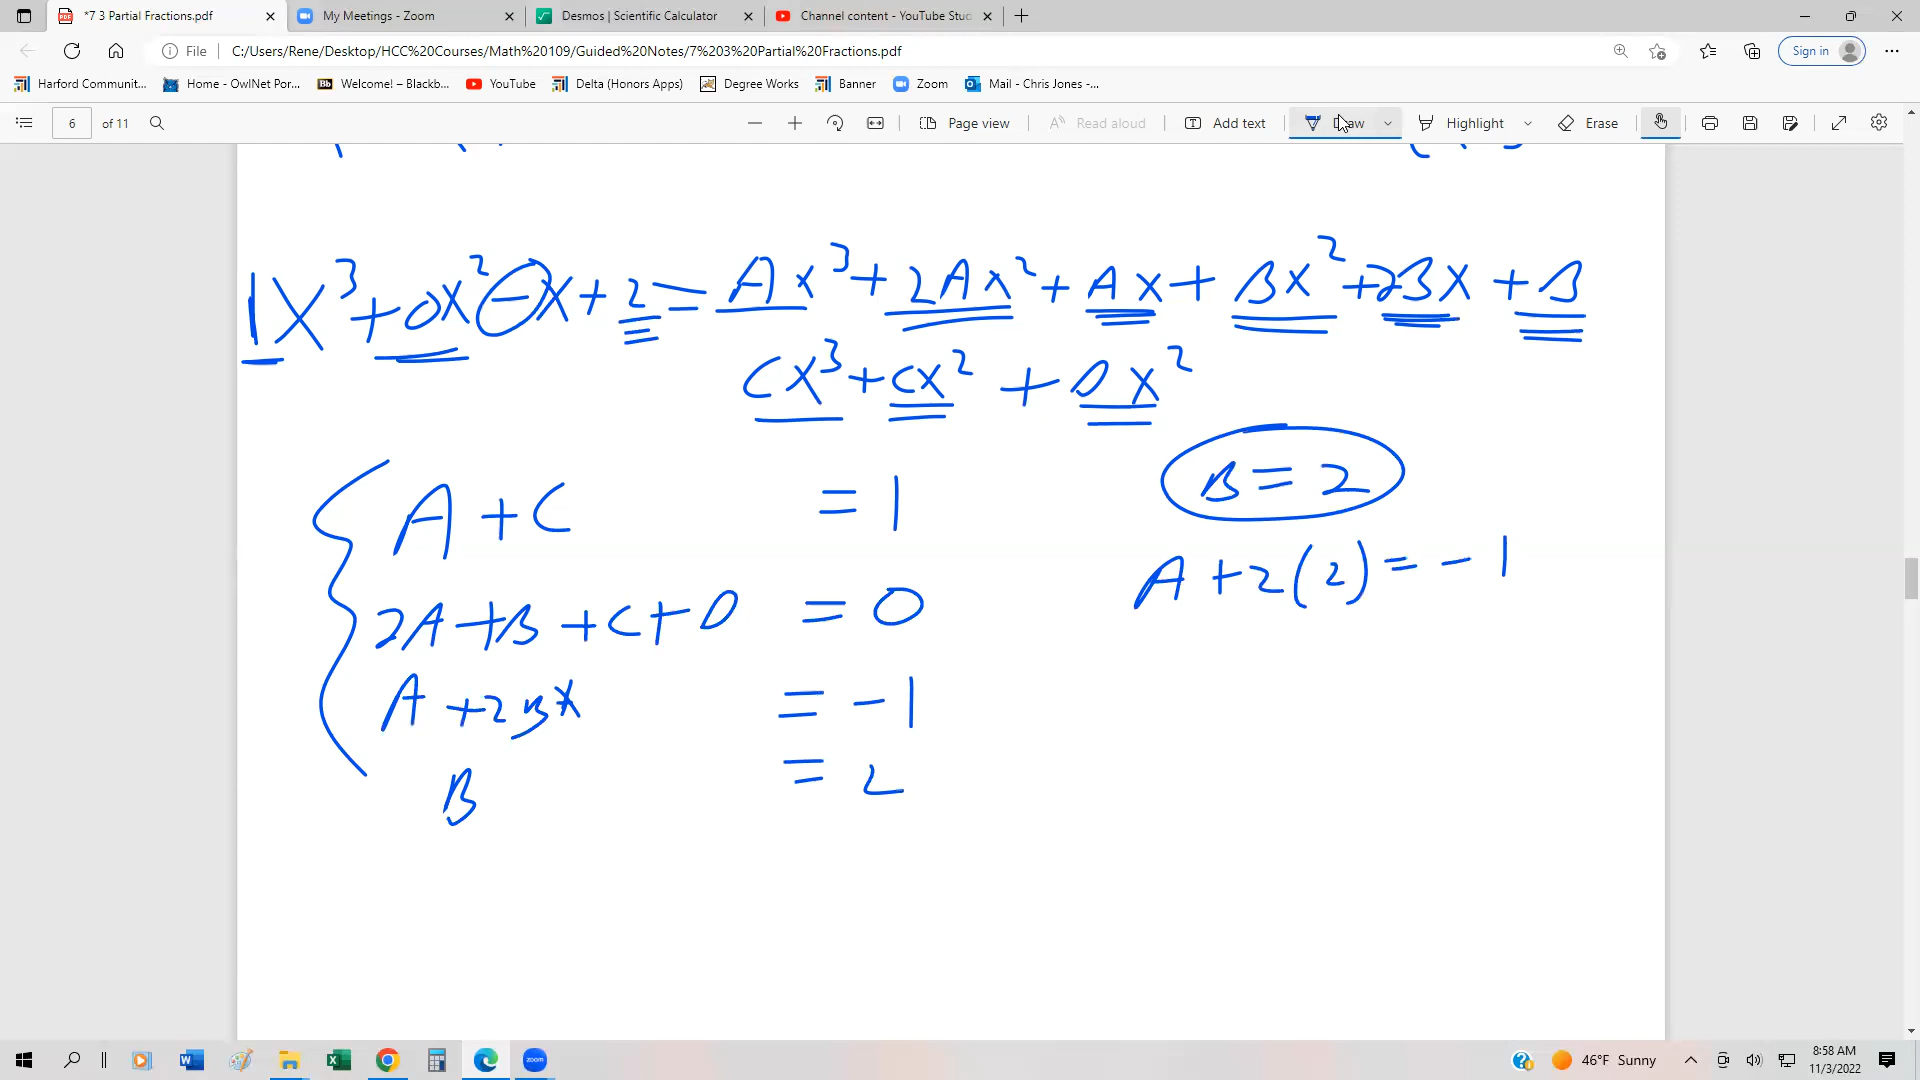 *7 3 Partial Fractions.pdf
My Meetings - Zoom
Desmos | Scientific Calculator
Channel content - YouTube Stud
File C:/Users/Rene/Desktop/HCC%20Courses/Math%20109/Guided%20Notes/7%203%20Partial%20Fractions.pdf
Sign in
Harford Communit... Home - OwlNet Por... Bb Welcome! – Blackb... YouTube Delta (Honors Apps) Degree Works Banner Zoom Mail - Chris Jones -...
6 of 11 Page view Read aloud Add text Draw Highlight Erase
1x³ + 0x² - x + 2 = Ax³ + 2Ax² + Ax + Bx² + 2Bx + B
Cx³ + Cx² + Dx²
A + C = 1
2A + B + C + D = 0
A + 2Bx = -1
B = 2
B = 2
A + 2(2) = -1
zoom
46°F Sunny
8:58 AM
11/3/2022